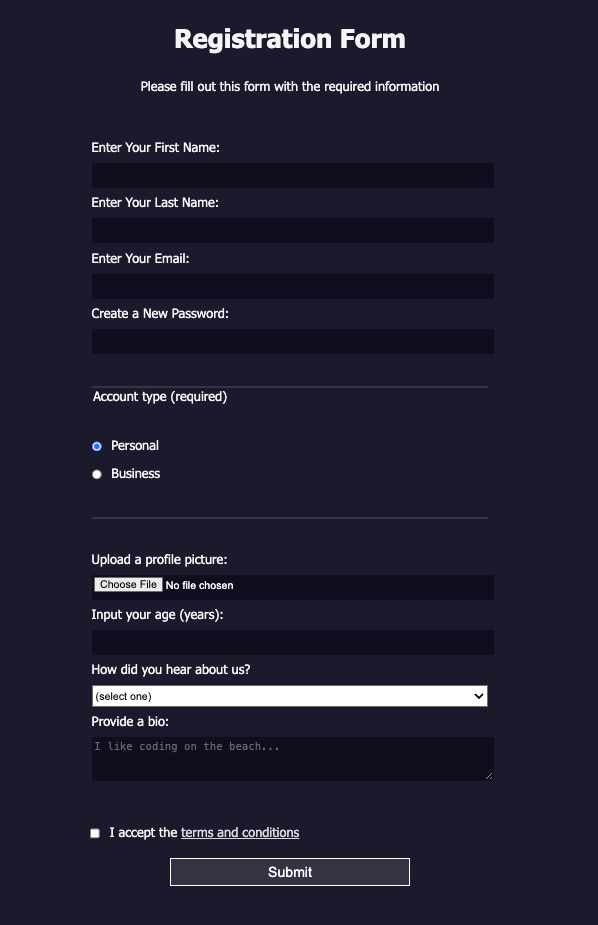 Registration Form
Please fill out this form with the required information
Enter Your First Name:
Enter Your Last Name:
Enter Your Email:
Create a New Password:
Account type (required)
Personal
Business
Upload a profile picture:
Choose File No file chosen
Input your age (years):
How did you hear about us?
(select one)
Provide a bio:
I like coding on the beach...
I accept the terms and conditions
Submit